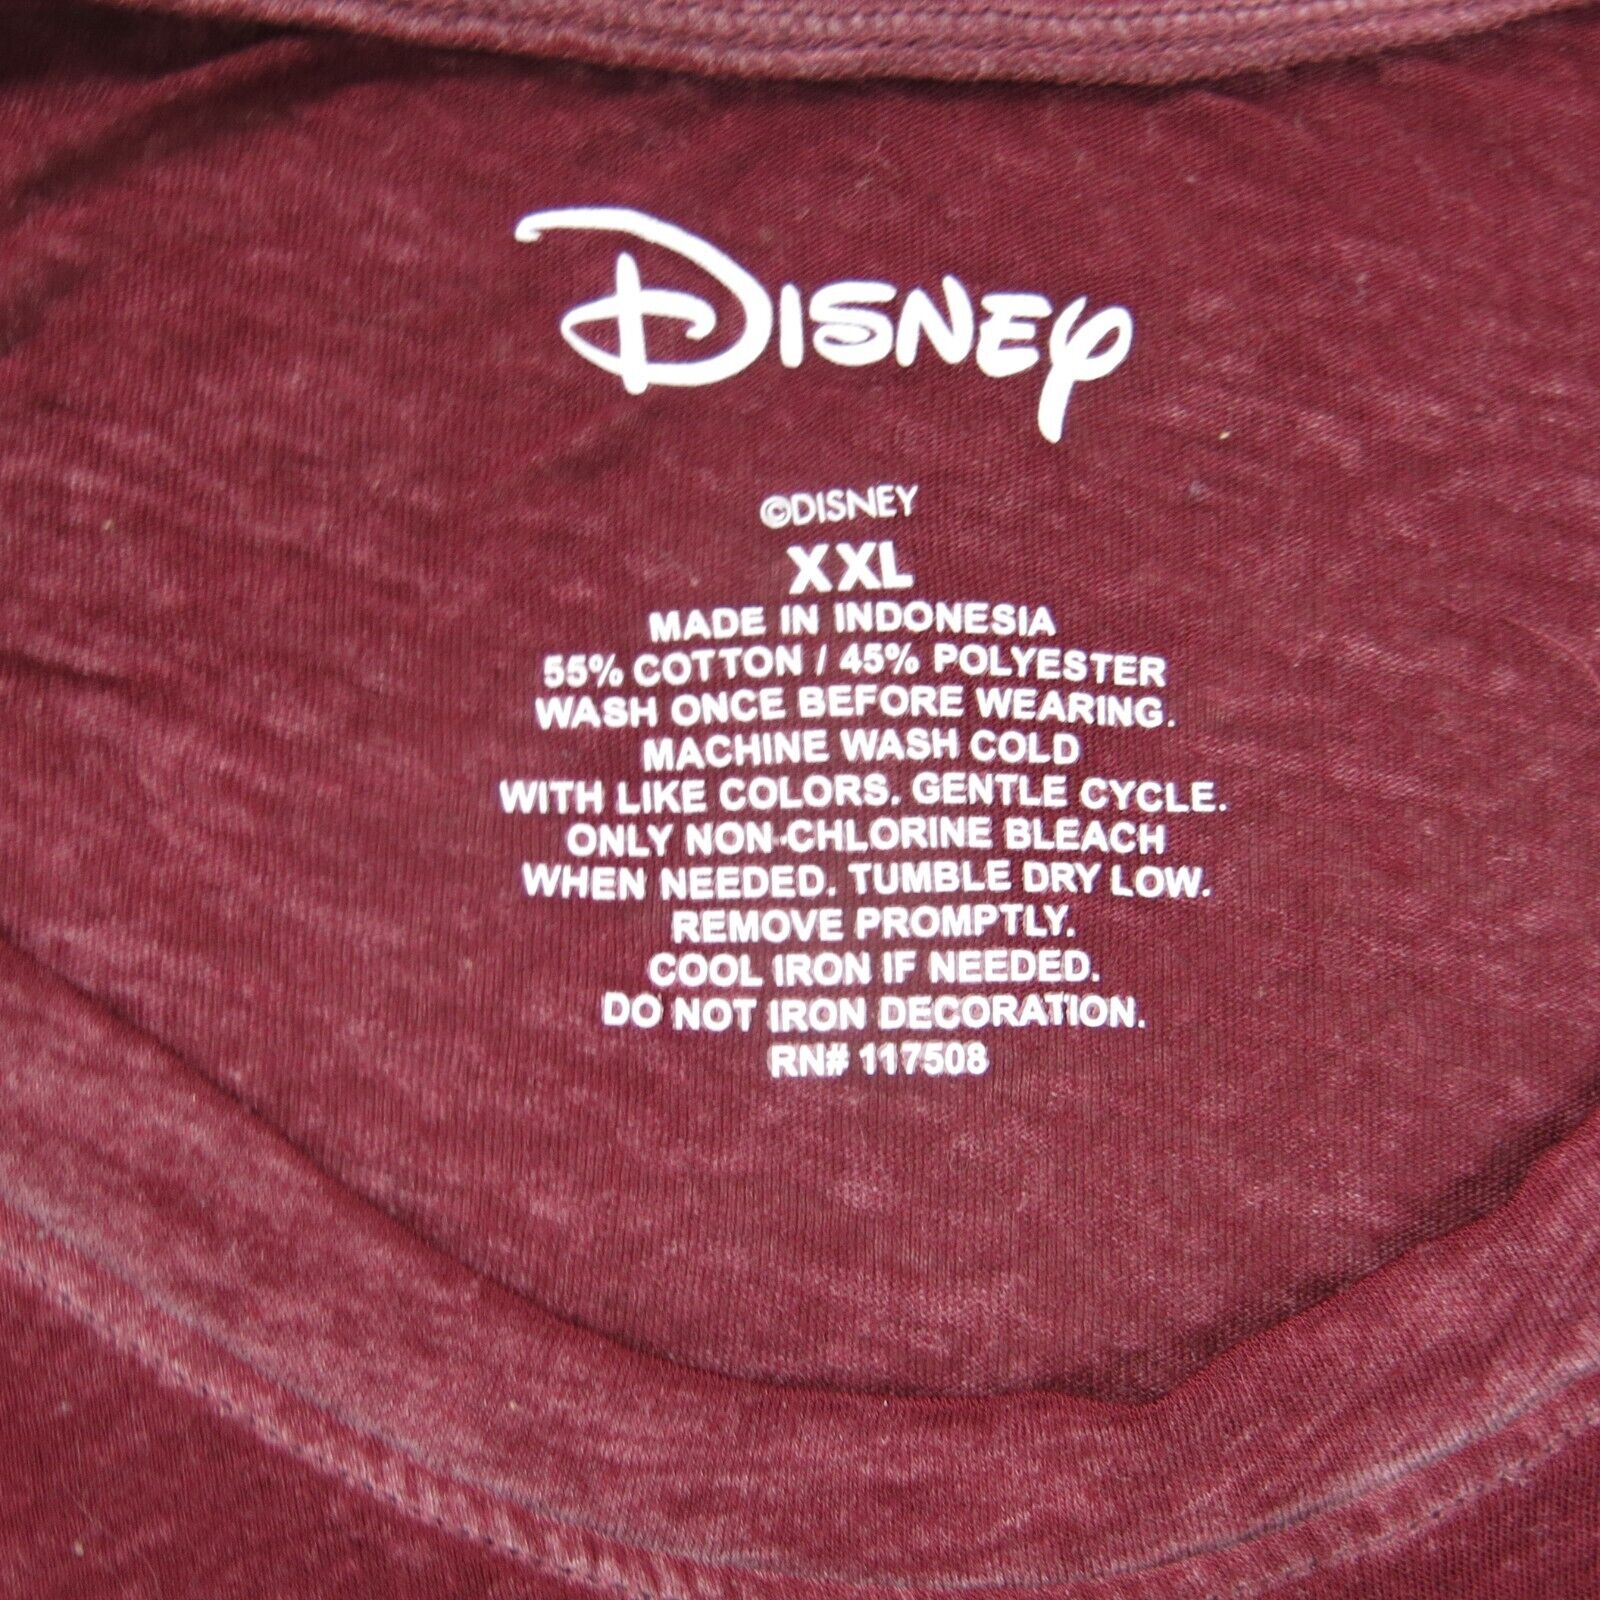 DISNEY
©DISNEY
XXL
MADE IN INDONESIA
55% COTTON / 45% POLYESTER
WASH ONCE BEFORE WEARING.
MACHINE WASH COLD
WITH LIKE COLORS. GENTLE CYCLE.
ONLY NON-CHLORINE BLEACH
WHEN NEEDED. TUMBLE DRY LOW.
REMOVE PROMPTLY.
COOL IRON IF NEEDED.
DO NOT IRON DECORATION.
RN# 117508